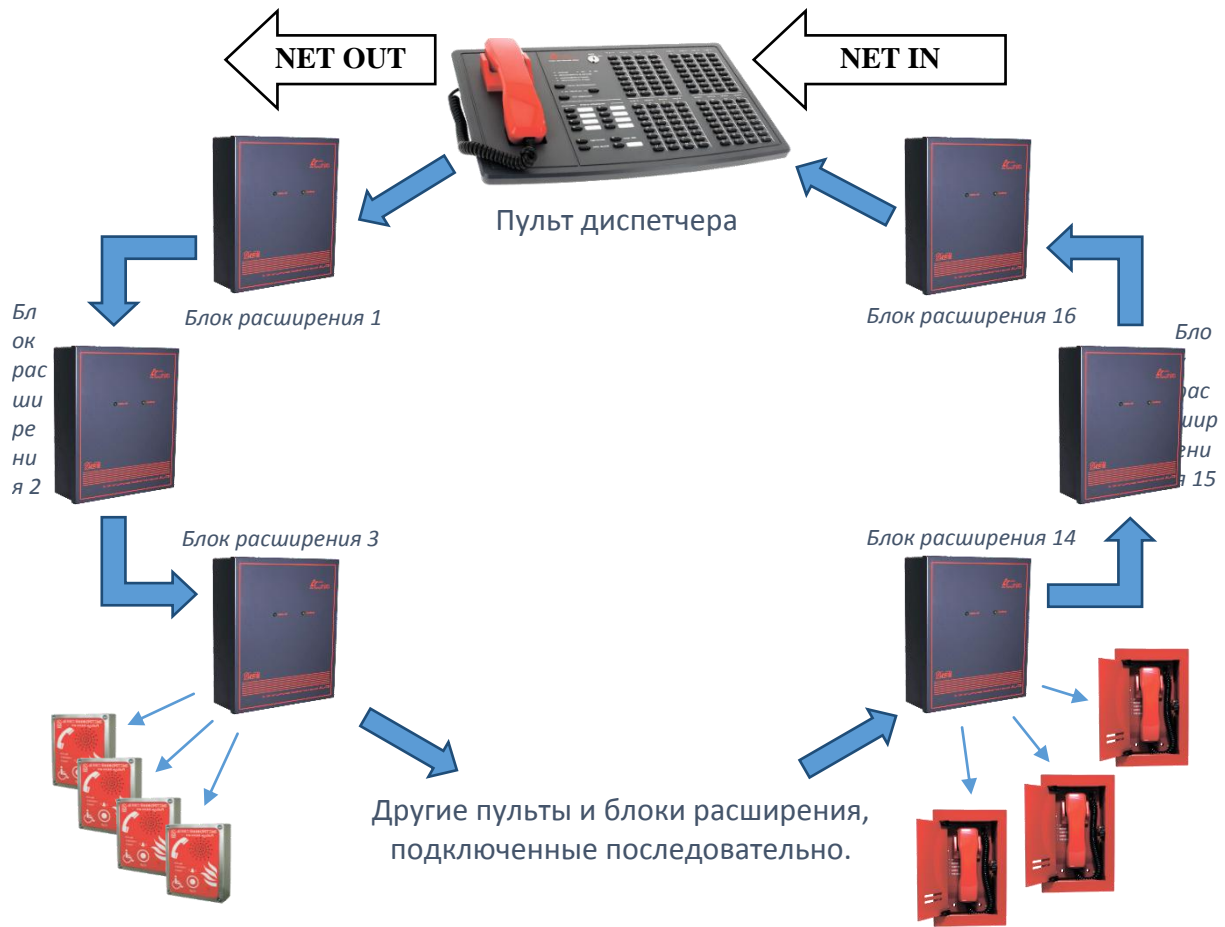 NET OUT
NET IN
Пульт диспетчера
Блок расширения 1
Блок расширения 16
Бл
ок
рас
ши
ре
ни
я 2
Бло
рас
шир
ени
я 15
Блок расширения 3
Блок расширения 14
Другие пульты и блоки расширения,
подключенные последовательно.